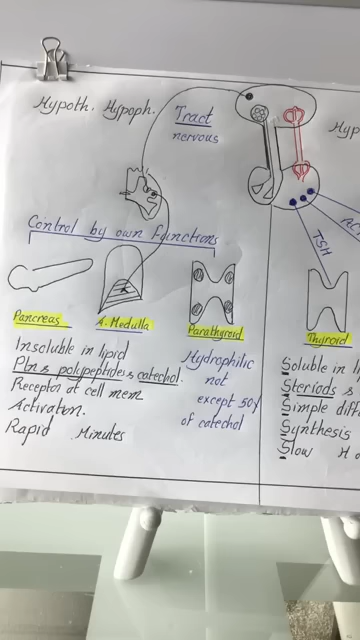 Hypoth. Hypoph. Tract
nervous
Hyp
Control by own functions
TSH
AC
Pancreas
A. Medulla
Parathyroid
Thyroid
Insoluble in lipid
Ptns polypeptides catechol.
Receptor at cell mem
Activation.
Rapid Minutes
Hydrophilic
not
except 50%
of catechol
Soluble in li
Steriods &
Simple diff
Synthesis
Slow H o